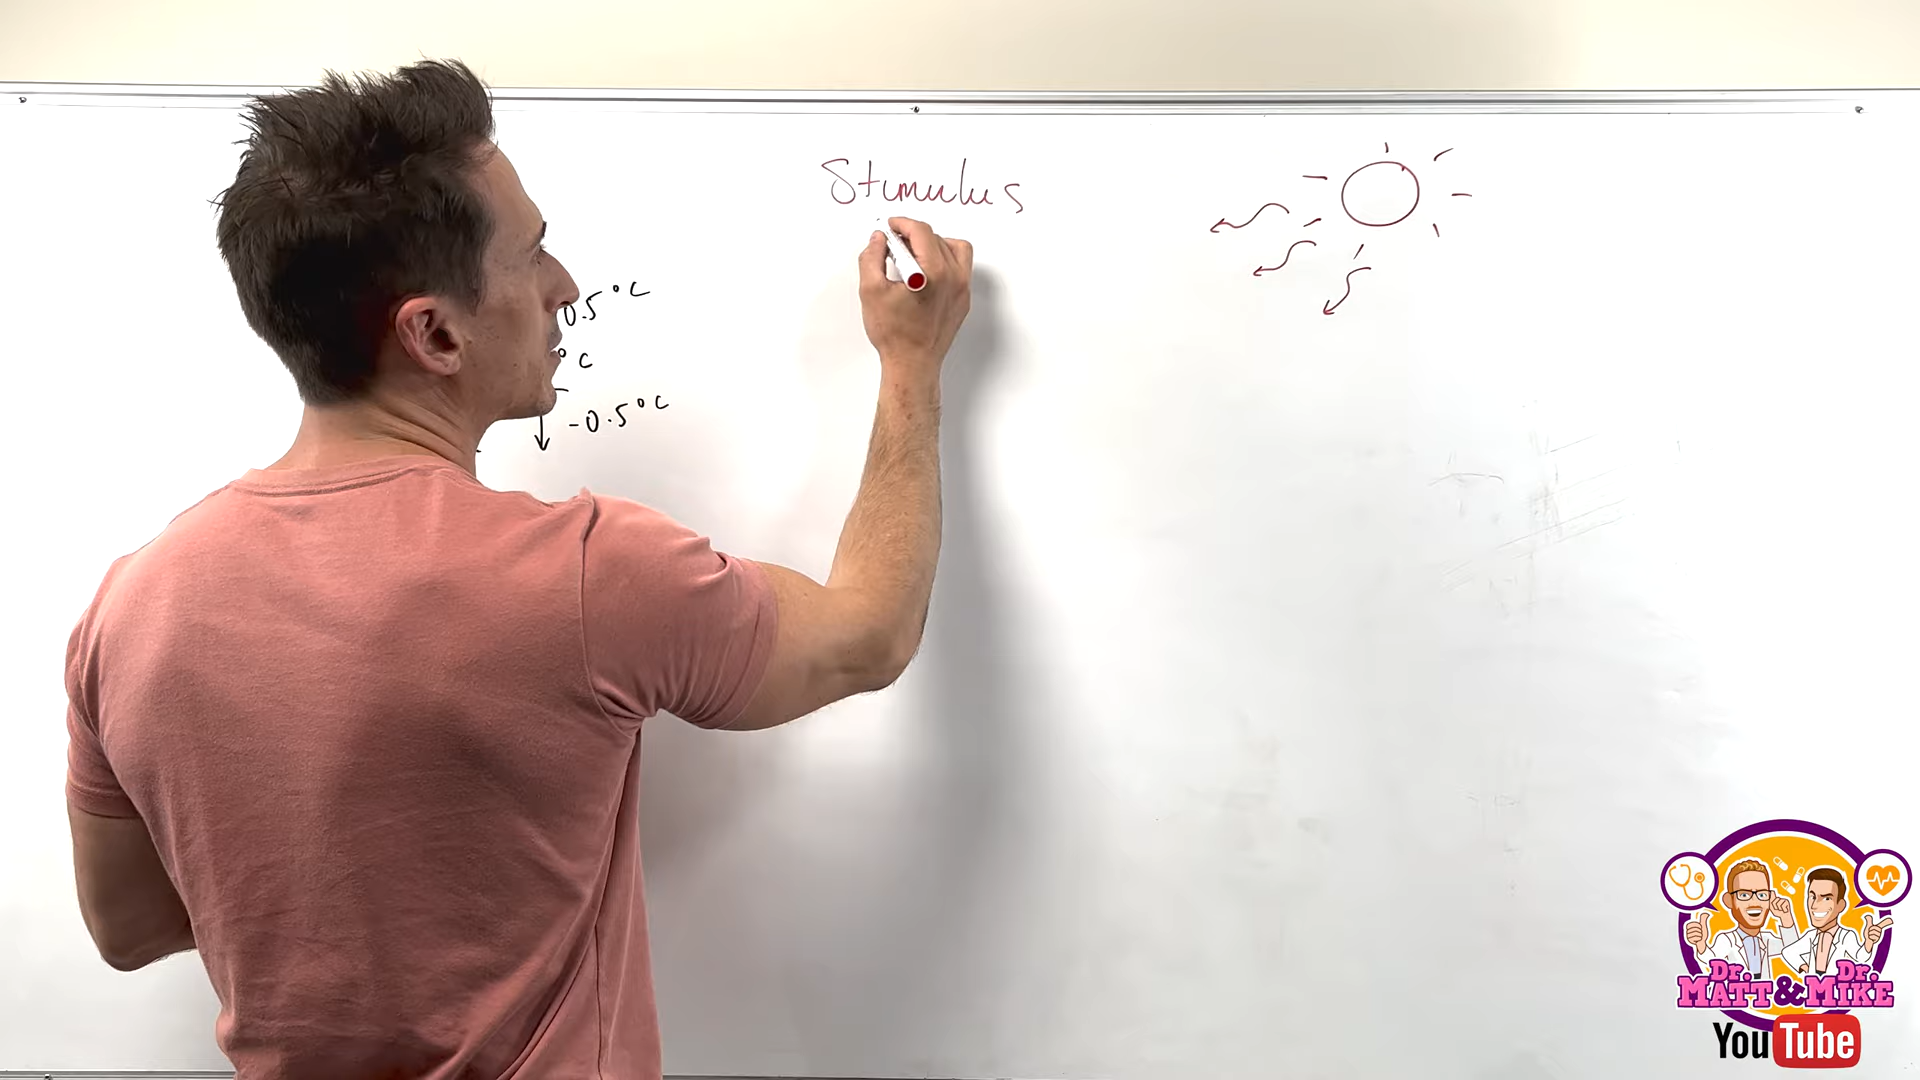 Stimulus
0.5°C
°C
-0.5°C
Dr. Dr.
MATT & MIKE
YouTube